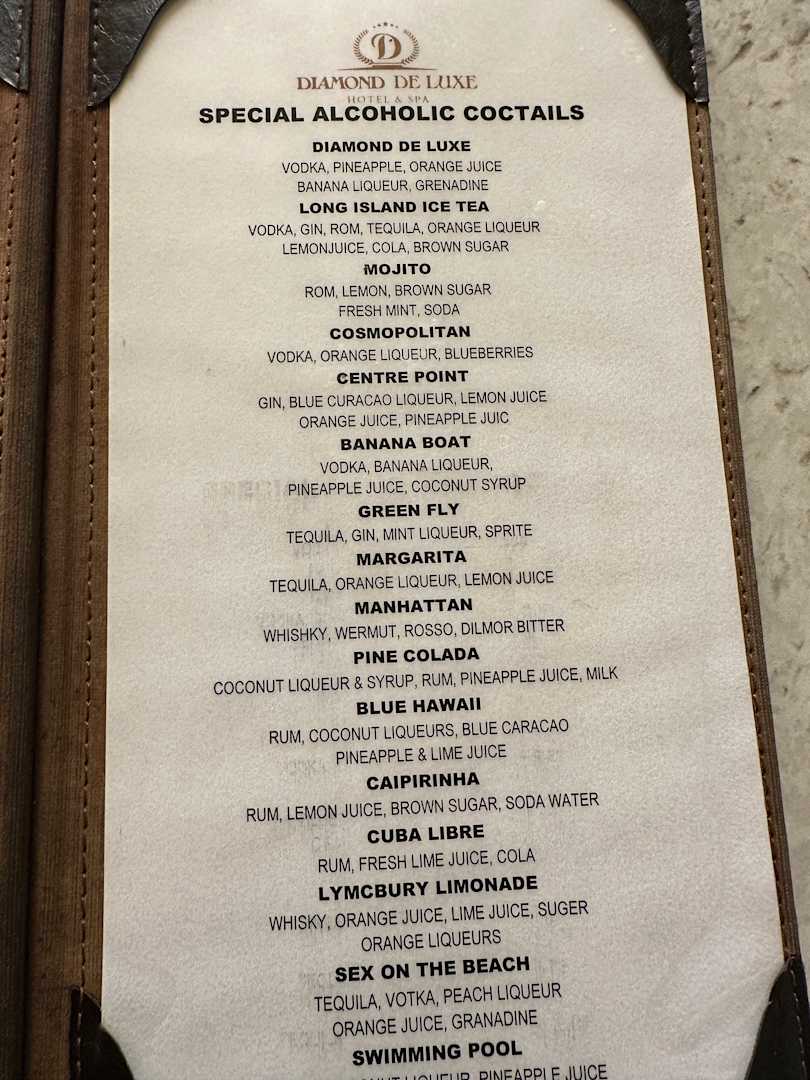 D
DIAMOND DE LUXE
HOTEL & SPA
SPECIAL ALCOHOLIC COCTAILS
DIAMOND DE LUXE
VODKA, PINEAPPLE, ORANGE JUICE
BANANA LIQUEUR, GRENADINE
LONG ISLAND ICE TEA
VODKA, GIN, ROM, TEQUILA, ORANGE LIQUEUR
LEMONJUICE, COLA, BROWN SUGAR
MOJITO
ROM, LEMON, BROWN SUGAR
FRESH MINT, SODA
COSMOPOLITAN
VODKA, ORANGE LIQUEUR, BLUEBERRIES
CENTRE POINT
GIN, BLUE CURACAO LIQUEUR, LEMON JUICE
ORANGE JUICE, PINEAPPLE JUIC
BANANA BOAT
VODKA, BANANA LIQUEUR,
PINEAPPLE JUICE, COCONUT SYRUP
GREEN FLY
TEQUILA, GIN, MINT LIQUEUR, SPRITE
MARGARITA
TEQUILA, ORANGE LIQUEUR, LEMON JUICE
MANHATTAN
WHISHKY, WERMUT, ROSSO, DILMOR BITTER
PINE COLADA
COCONUT LIQUEUR & SYRUP, RUM, PINEAPPLE JUICE, MILK
BLUE HAWAII
RUM, COCONUT LIQUEURS, BLUE CARACAO
PINEAPPLE & LIME JUICE
CAIPIRINHA
RUM, LEMON JUICE, BROWN SUGAR, SODA WATER
CUBA LIBRE
RUM, FRESH LIME JUICE, COLA
LYMCBURY LIMONADE
WHISKY, ORANGE JUICE, LIME JUICE, SUGER
ORANGE LIQUEURS
SEX ON THE BEACH
TEQUILA, VOTKA, PEACH LIQUEUR
ORANGE JUICE, GRANADINE
SWIMMING POOL
LIQUEUR, PINEAPPLE JUICE